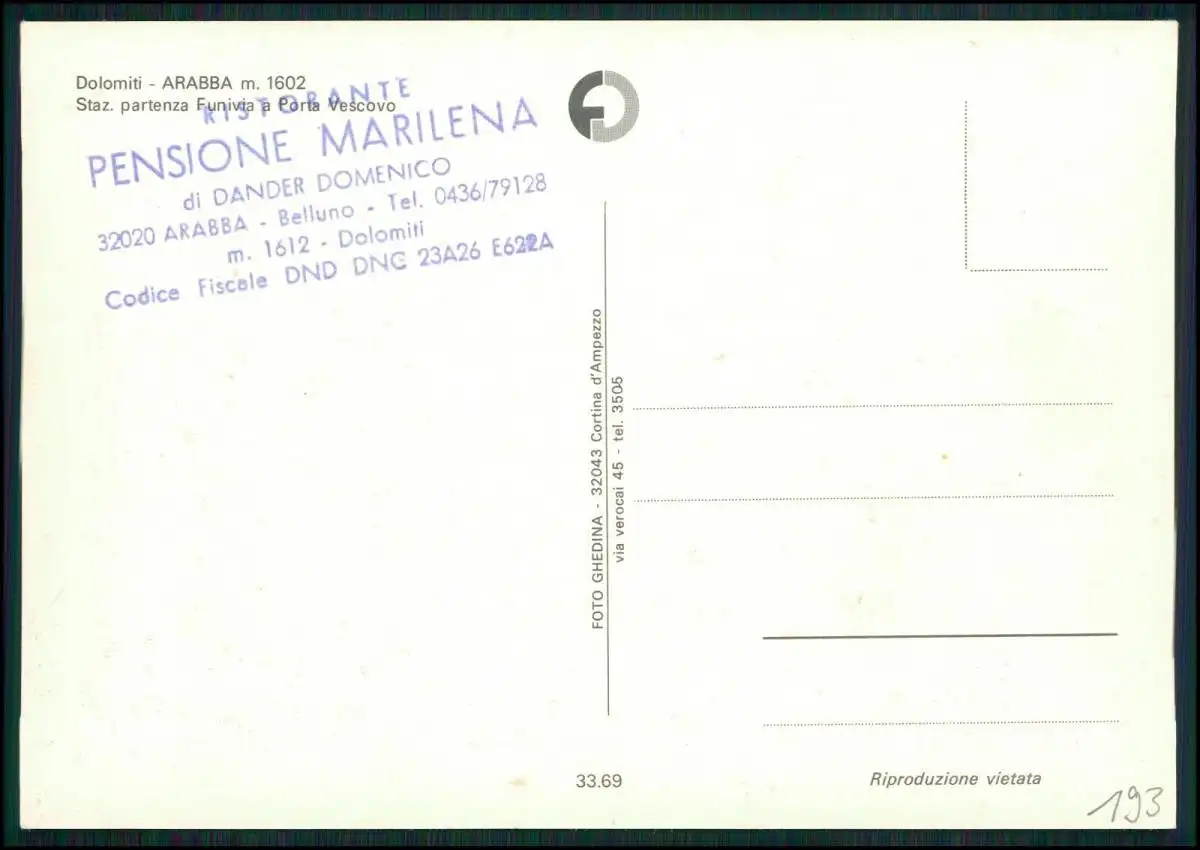 Dolomiti - ARABBA m. 1602
Staz. partenza Funivia a Porta Vescovo
RISTORANTE
PENSIONE MARILENA
di DANDER DOMENICO
32020 ARABBA - Belluno - Tel. 0436/79128
m. 1612 - Dolomiti
Codice Fiscale DND DNC 23A26 E622A
FOTO GHEDINA - 32043 Cortina d'Ampezzo
via verocai 45 - tel. 3505
33.69
Riproduzione vietata
193